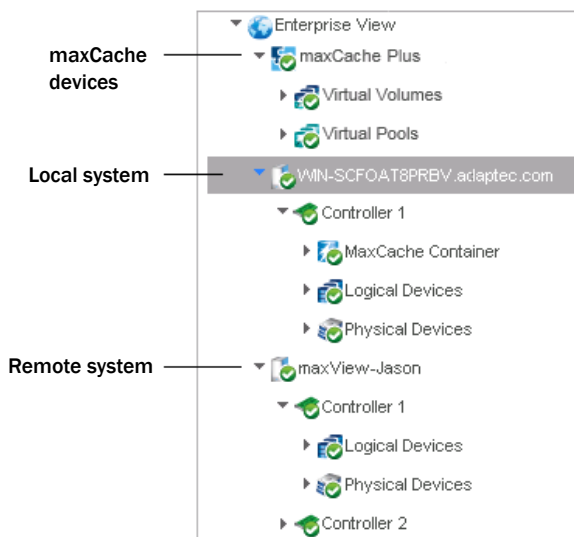 Enterprise View
maxCache devices
maxCache Plus
Virtual Volumes
Virtual Pools
Local system
WIN-SCFOAT8PRBV.adaptec.com
Controller 1
MaxCache Container
Logical Devices
Physical Devices
Remote system
maxView-Jason
Controller 1
Logical Devices
Physical Devices
Controller 2